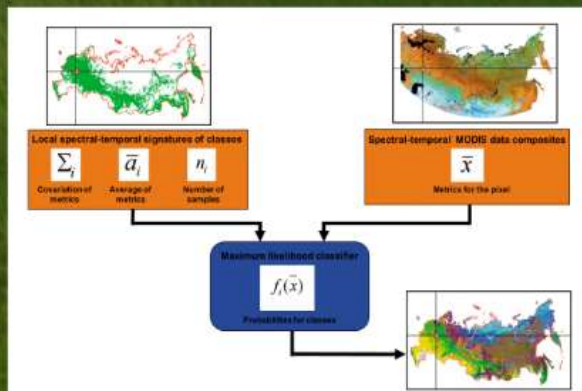 Local spectral-temporal signatures of classes
Σi āi ni
Covariation of metrics Average of metrics Number of samples
Spectral-temporal MODIS data composites
x̄
Metrics for the pixel
Maximum likelihood classifier
fi(x̄)
Probabilities for classes